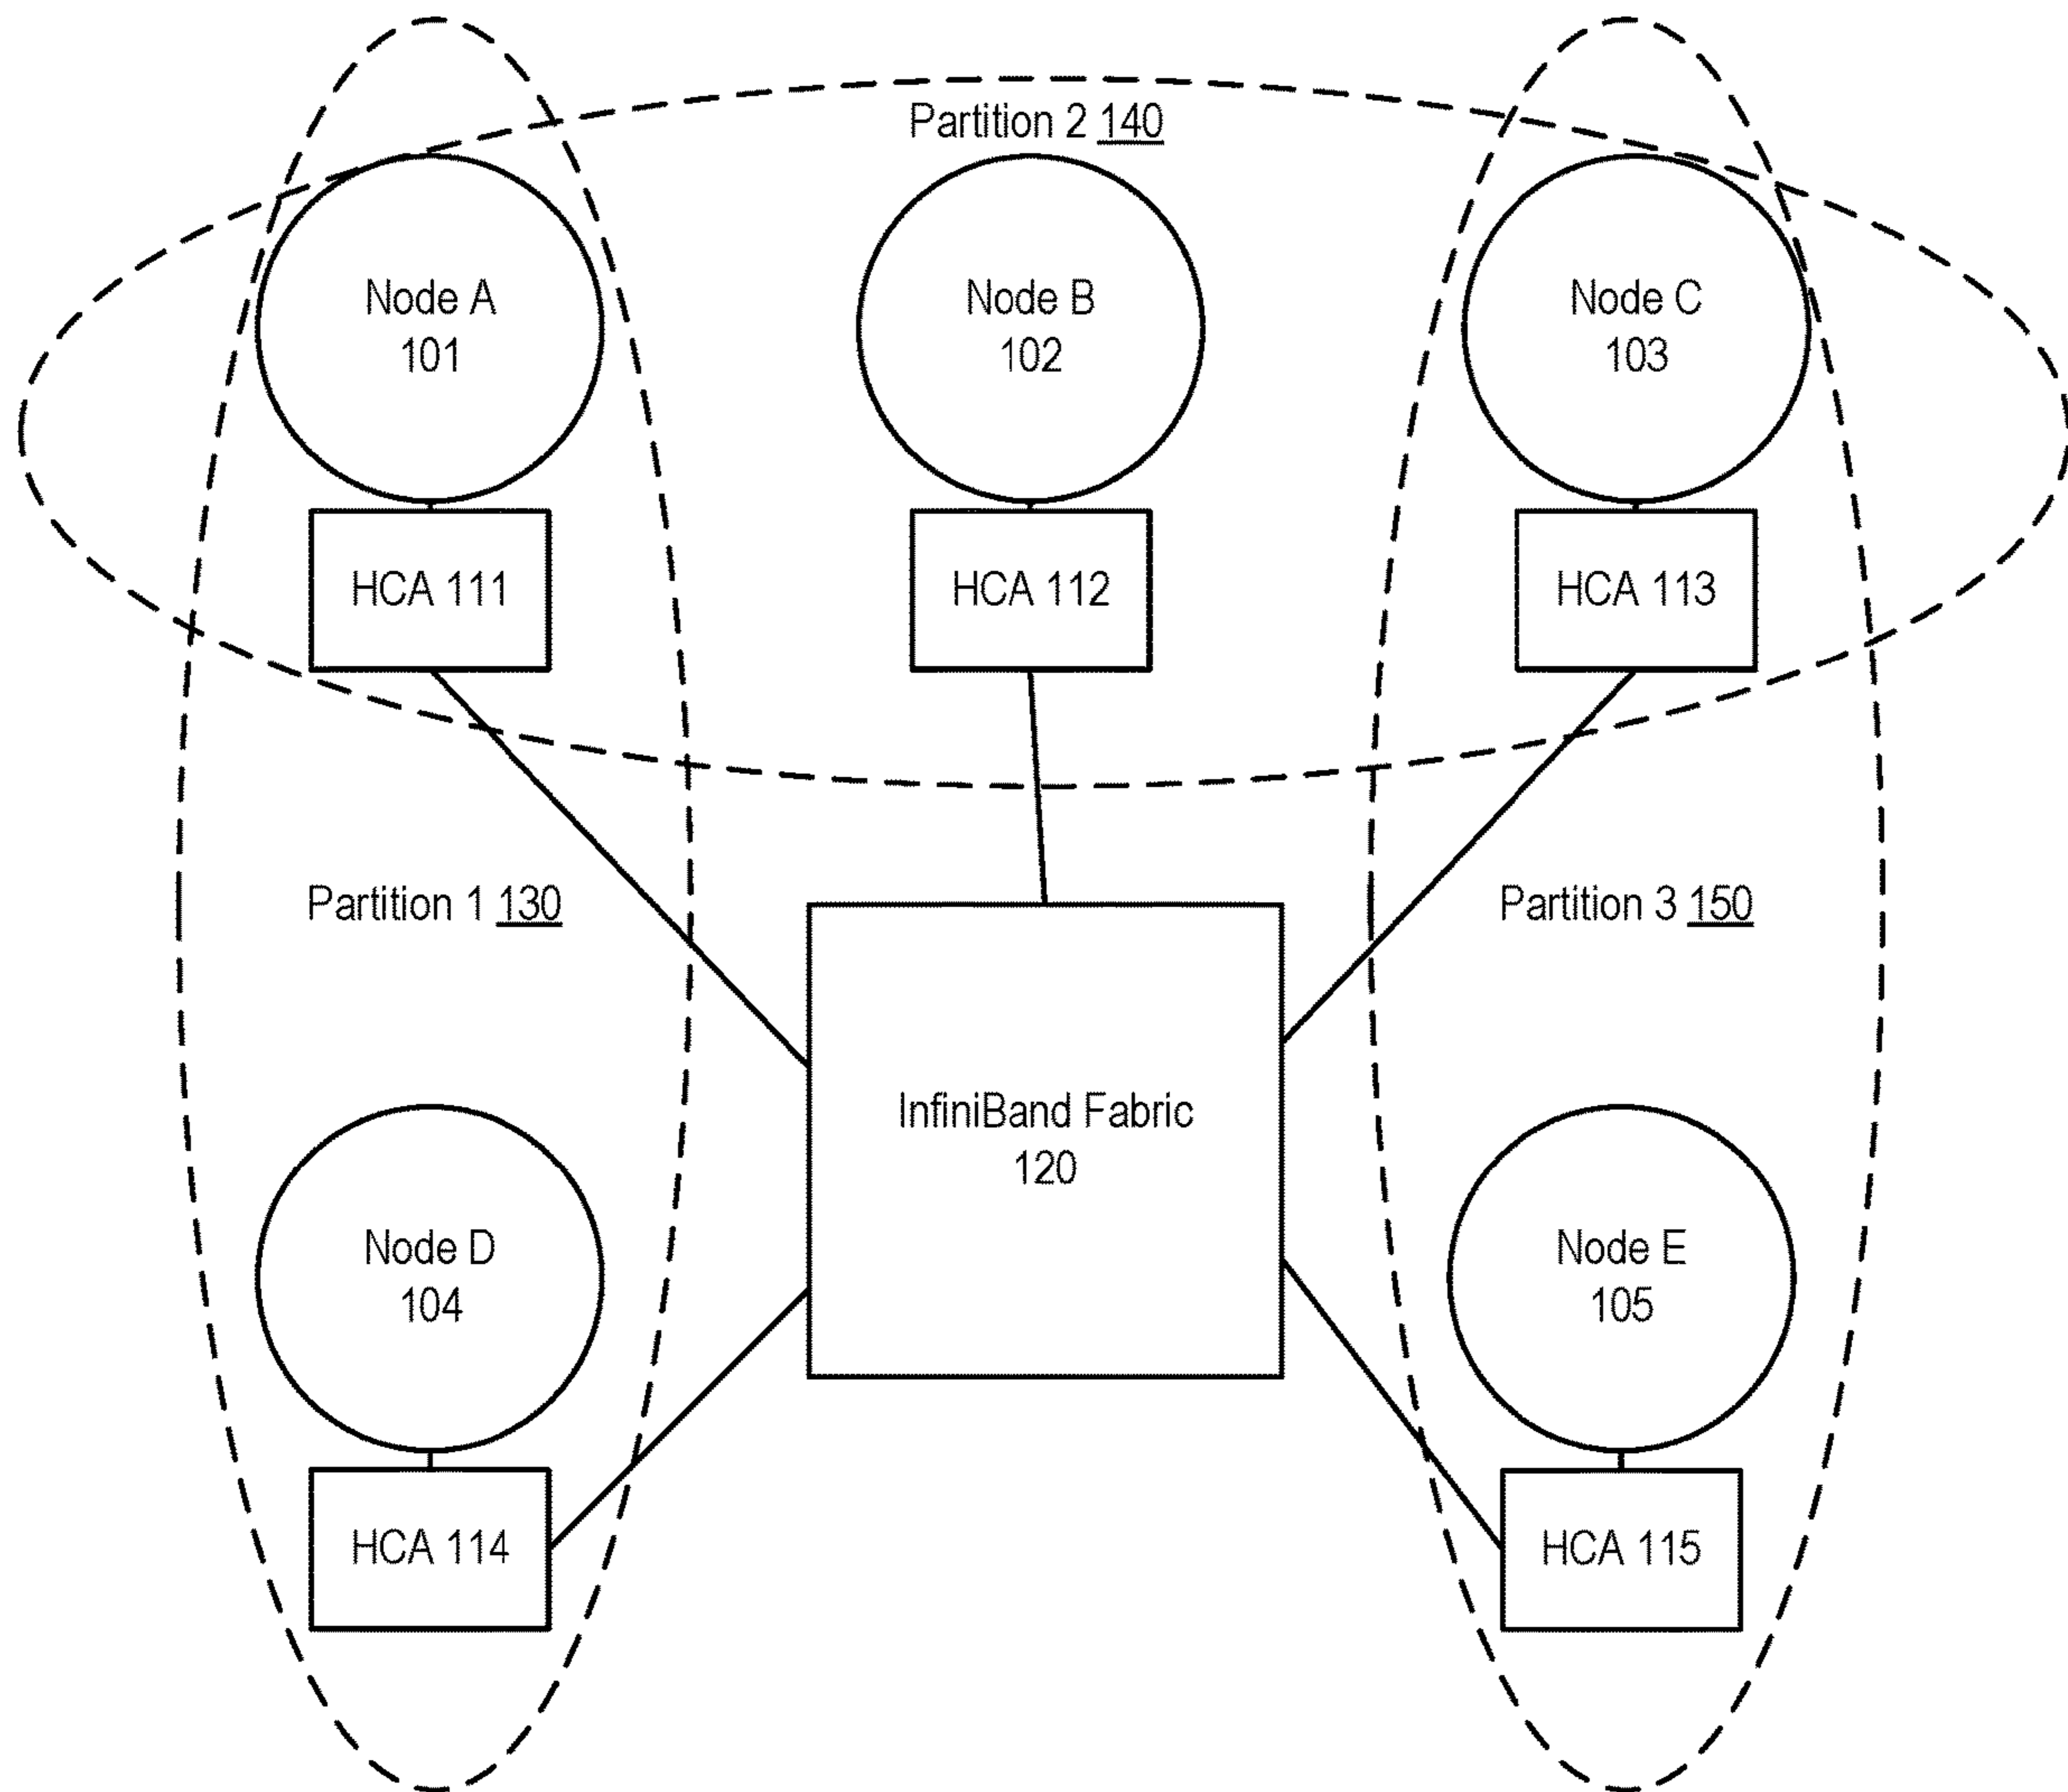 Partition 2 140
Node A
101
Node B
102
Node C
103
HCA 111
HCA 112
HCA 113
Partition 1 130
Partition 3 150
InfiniBand Fabric
120
Node D
104
Node E
105
HCA 114
HCA 115